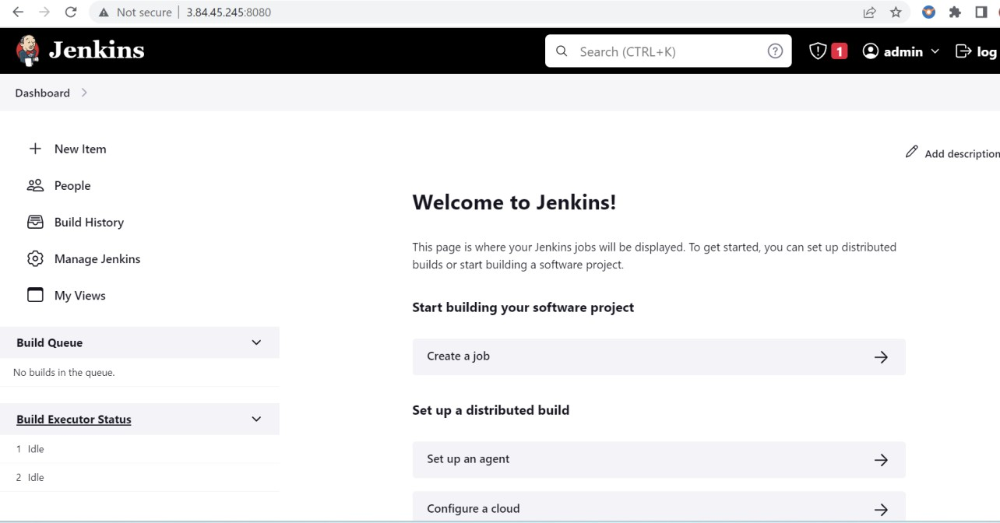 Not secure 3.84.45.245:8080
Jenkins
Search (CTRL+K)
1
admin
log
Dashboard
New Item
People
Build History
Manage Jenkins
My Views
Build Queue
No builds in the queue.
Build Executor Status
1 Idle
2 Idle
Add description
Welcome to Jenkins!
This page is where your Jenkins jobs will be displayed. To get started, you can set up distributed
builds or start building a software project.
Start building your software project
Create a job
Set up a distributed build
Set up an agent
Configure a cloud